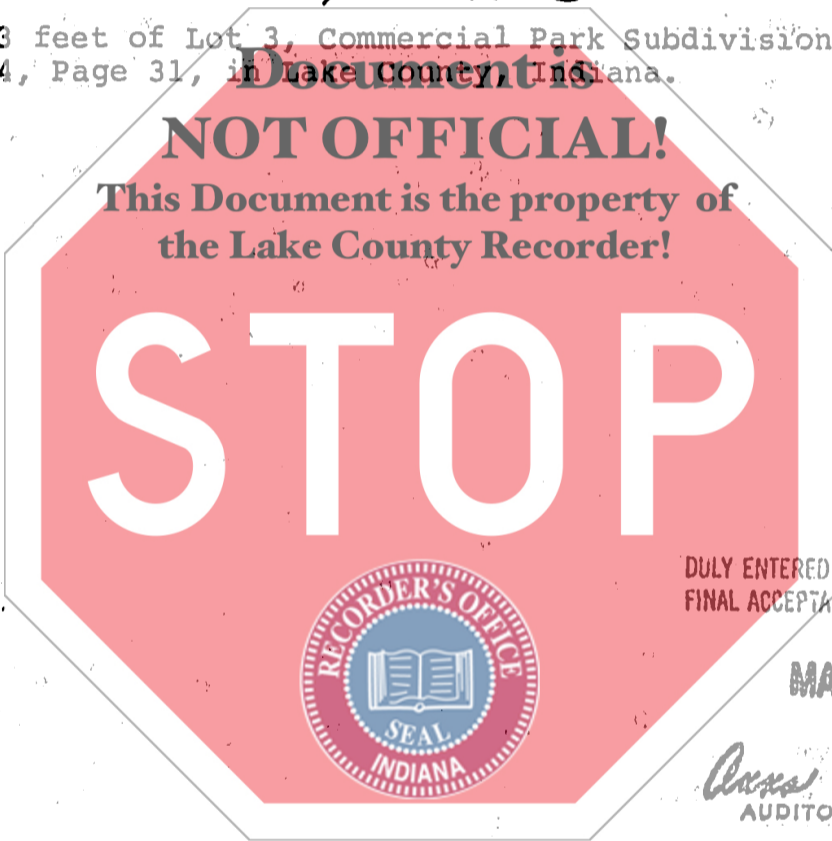 3 feet of Lot 3, Commercial Park Subdivision
4, Page 31, in Lake County, Indiana.
Document is
NOT OFFICIAL!
This Document is the property of
the Lake County Recorder!
STOP
DULY ENTERED
FINAL ACCEPTA
RECORDER'S OFFICE
SEAL
INDIANA
MA
AUDITO